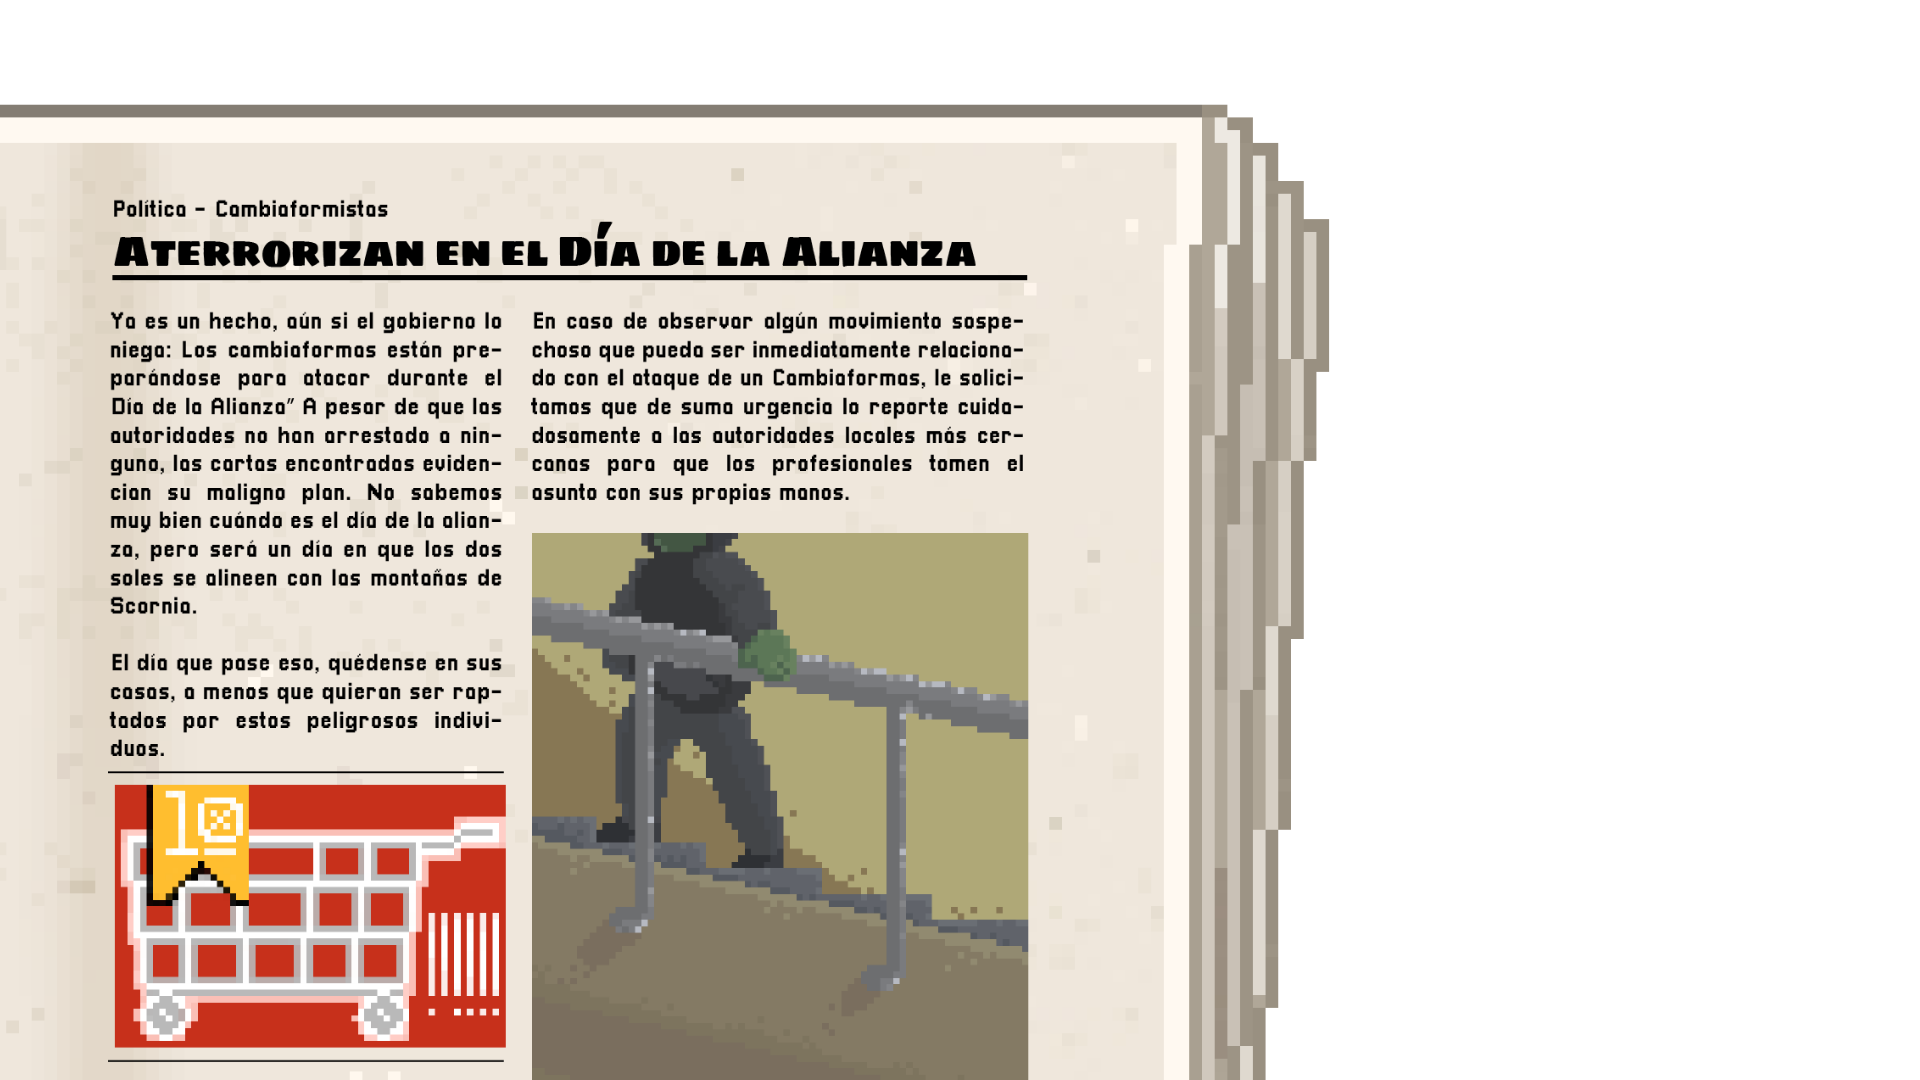 Política - Cambiaformistas
Aterrorizan en el Día de la Alianza
Ya es un hecho, aún si el gobierno lo
niega: Los cambiaformas están pre-
parándose para atacar durante el
Día de la Alianza" A pesar de que las
autoridades no han arrestado a nin-
guno, las cartas encontradas eviden-
cian su maligno plan. No sabemos
muy bien cuándo es el día de la alian-
za, pero será un día en que los dos
soles se alineen con las montañas de
Scornia.
El día que pase eso, quédense en sus
casas, a menos que quieran ser rap-
tados por estos peligrosos indivi-
duos.
En caso de observar algún movimiento sospe-
choso que pueda ser inmediatamente relaciona-
do con el ataque de un Cambiaformas, le solici-
tamos que de suma urgencia lo reporte cuida-
dosamente a las autoridades locales más cer-
canas para que los profesionales tomen el
asunto con sus propias manos.